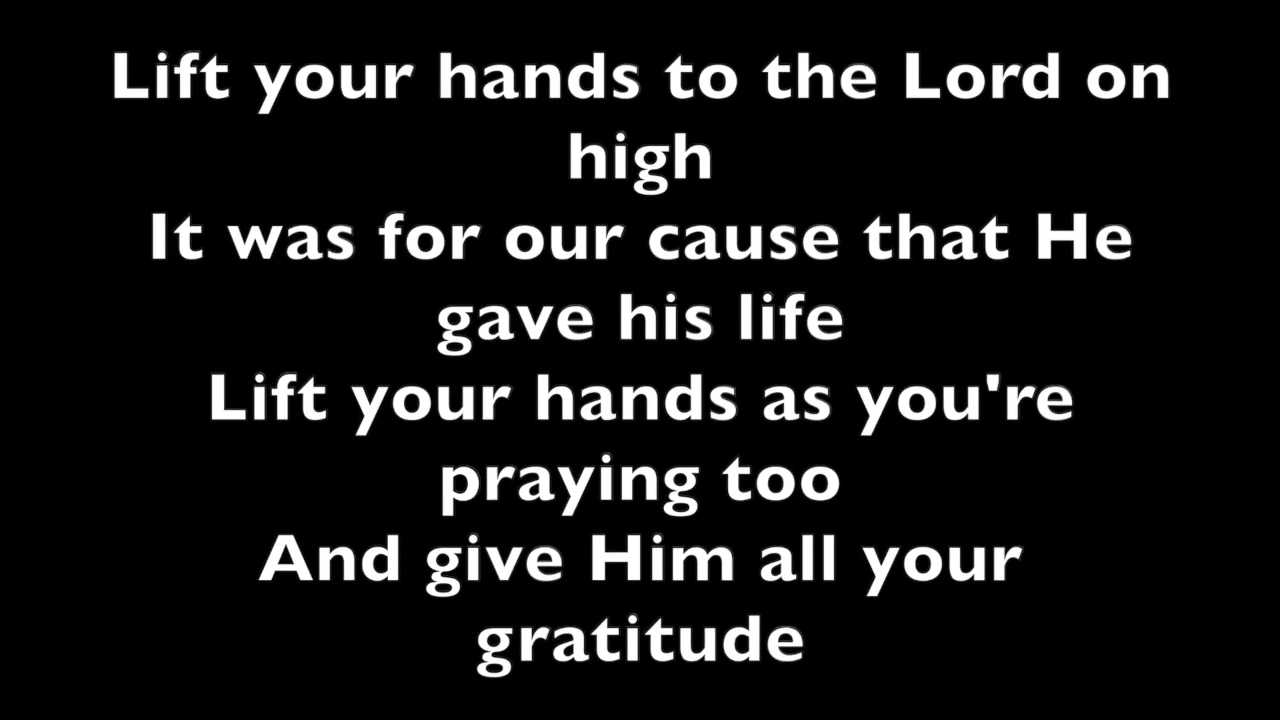 Lift your hands to the Lord on
high
It was for our cause that He
gave his life
Lift your hands as you're
praying too
And give Him all your
gratitude